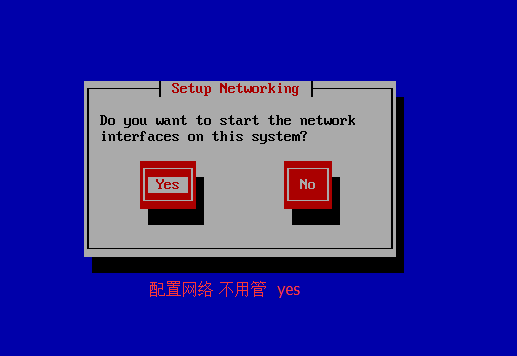 Setup Networking
Do you want to start the network
interfaces on this system?
Yes No
配置网络 不用管 yes